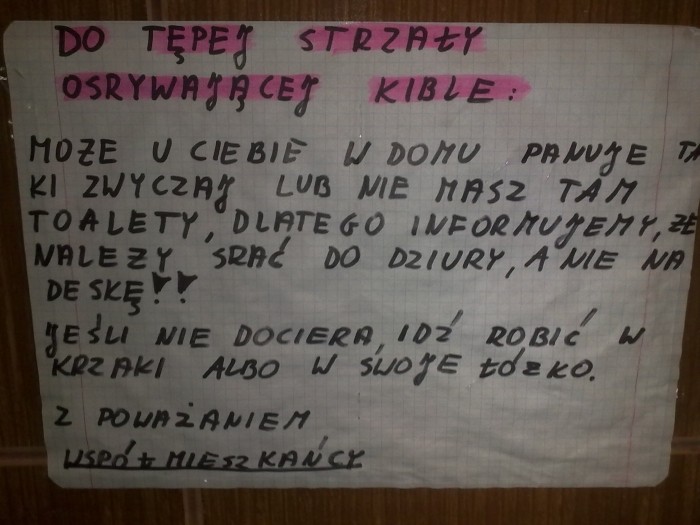 DO TĘPEJ STRZAŁY
OSRYWAJĄCEJ KIBLE:
MOŻE U CIEBIE W DOMU PANUJE TA
KI ZWYCZAJ LUB NIE MASZ TAM
TOALETY, DLATEGO INFORMUJEMY, ŻE
NALEŻY SRAĆ DO DZIURY, A NIE NA
DESKĘ!!
JEŚLI NIE DOCIERA, IDŹ ROBIĆ W
KRZAKI ALBO W SWOJE ŁÓŻKO.
Z POWAŻANIEM
WSPÓŁMIESZKAŃCY